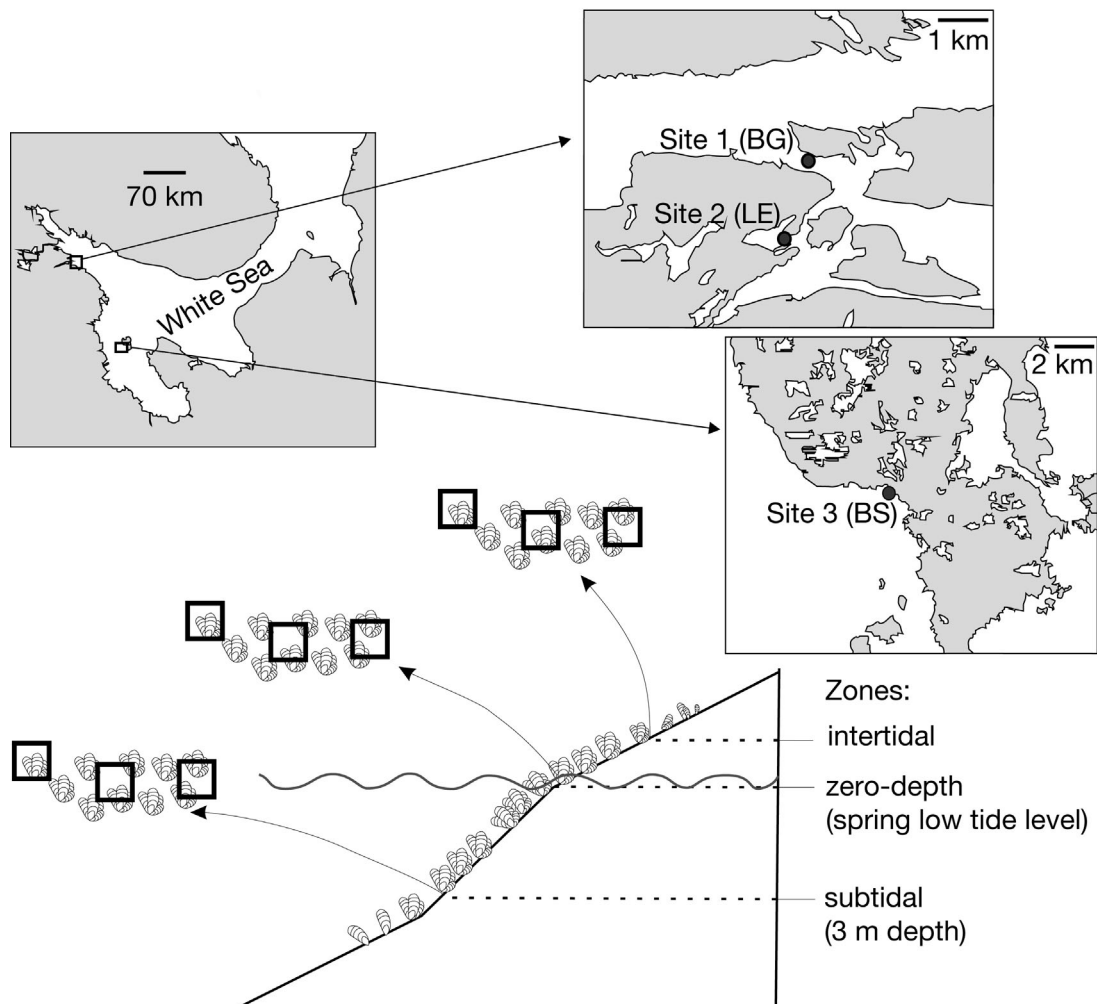 1 km
Site 1 (BG)
Site 2 (LE)
70 km
White Sea
2 km
Site 3 (BS)
Zones:
intertidal
zero-depth
(spring low tide level)
subtidal
(3 m depth)